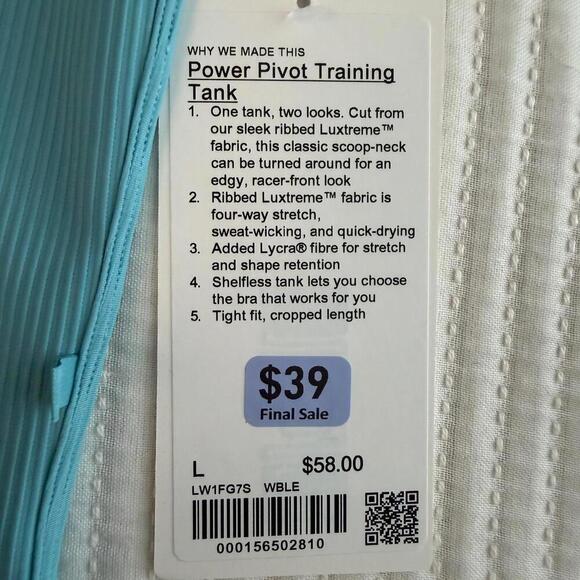 WHY WE MADE THIS
Power Pivot Training
Tank
1. One tank, two looks. Cut from
our sleek ribbed Luxtreme™
fabric, this classic scoop-neck
can be turned around for an
edgy, racer-front look
2. Ribbed Luxtreme™ fabric is
four-way stretch,
sweat-wicking, and quick-drying
3. Added Lycra® fibre for stretch
and shape retention
4. Shelfless tank lets you choose
the bra that works for you
5. Tight fit, cropped length
$39
Final Sale
L $58.00
LW1FG7S WBLE
000156502810